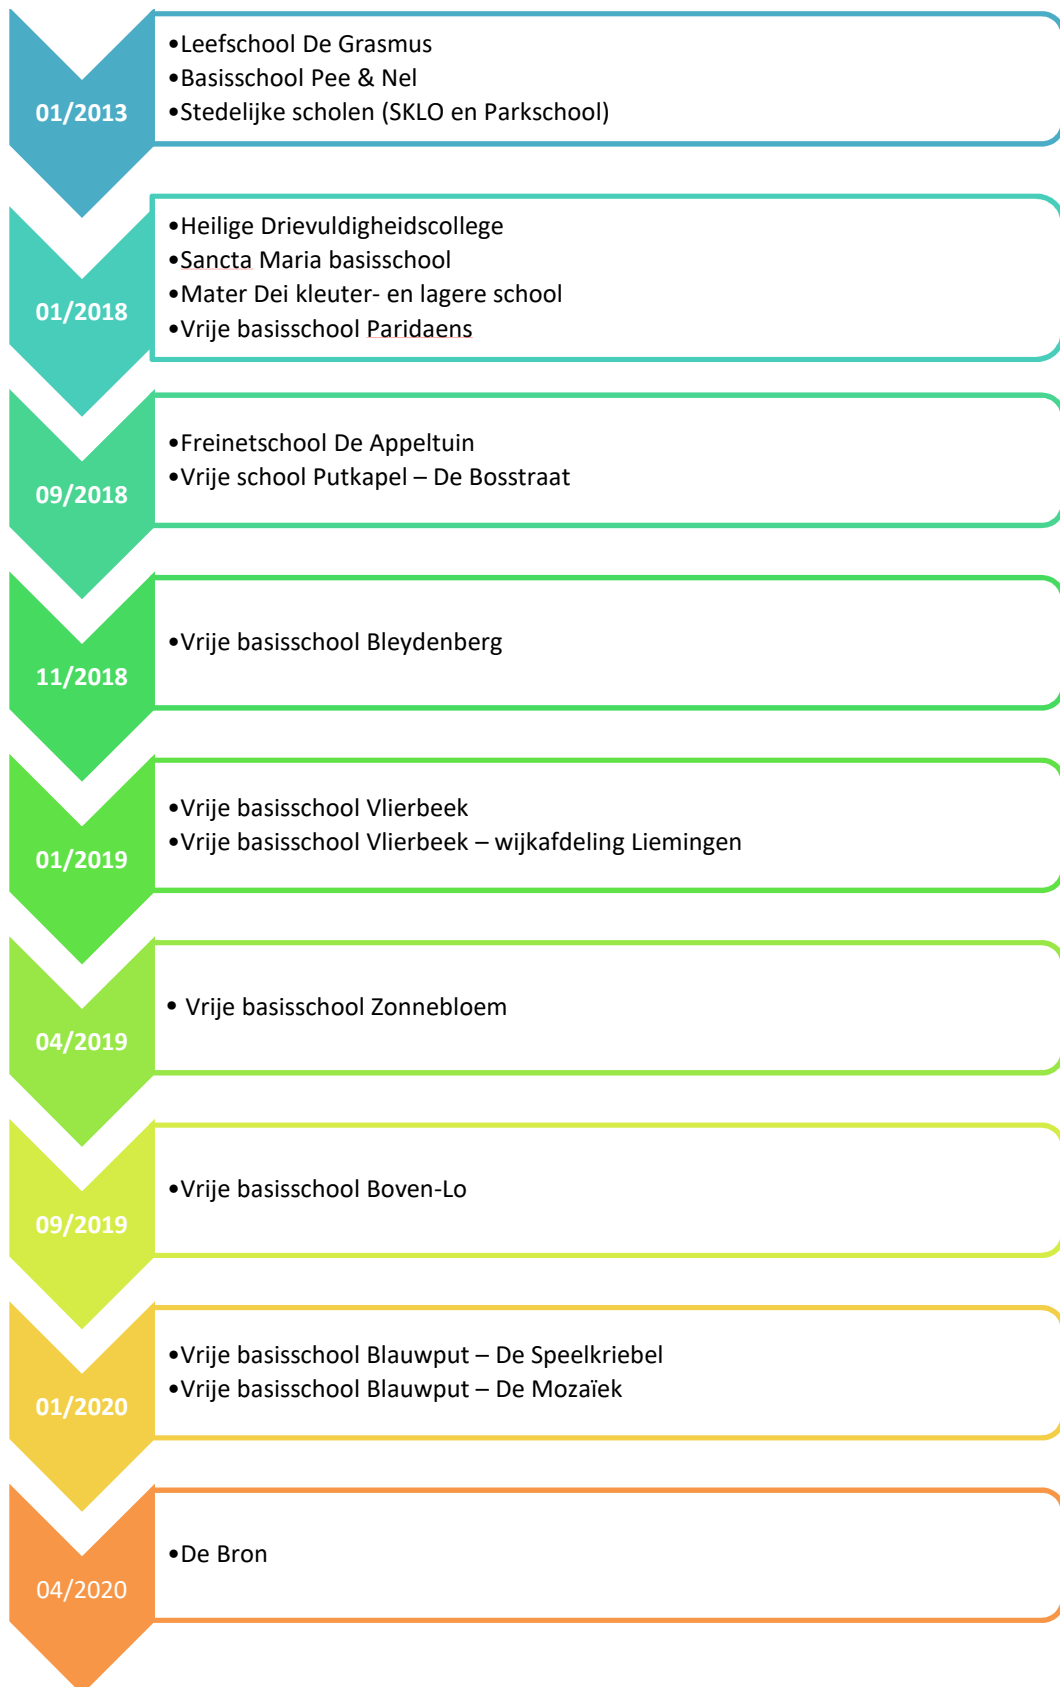 01/2013
•Leefschool De Grasmus
•Basisschool Pee & Nel
•Stedelijke scholen (SKLO en Parkschool)
01/2018
•Heilige Drievuldigheidscollege
•Sancta Maria basisschool
•Mater Dei kleuter- en lagere school
•Vrije basisschool Paridaens
09/2018
•Freinetschool De Appeltuin
•Vrije school Putkapel – De Bosstraat
11/2018
•Vrije basisschool Bleydenberg
01/2019
•Vrije basisschool Vlierbeek
•Vrije basisschool Vlierbeek – wijkafdeling Liemingen
04/2019
• Vrije basisschool Zonnebloem
09/2019
•Vrije basisschool Boven-Lo
01/2020
•Vrije basisschool Blauwput – De Speelkriebel
•Vrije basisschool Blauwput – De Mozaïek
04/2020
•De Bron